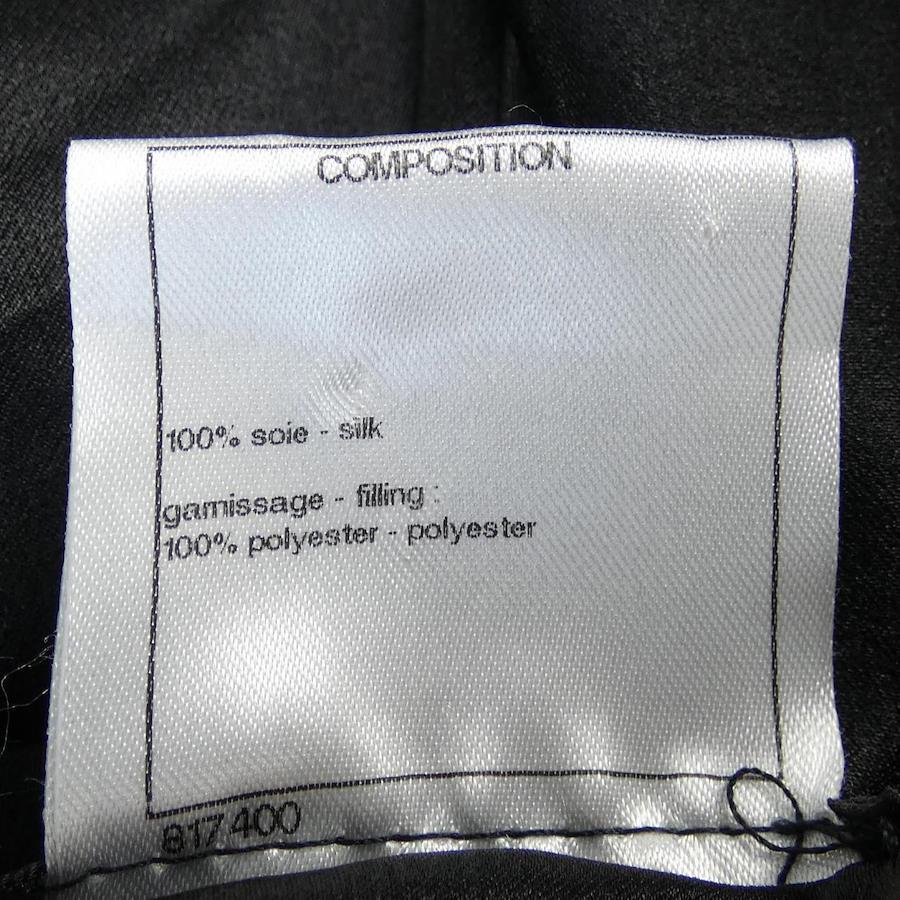 COMPOSITION
100% soie - silk
garnissage - filling :
100% polyester - polyester
817400